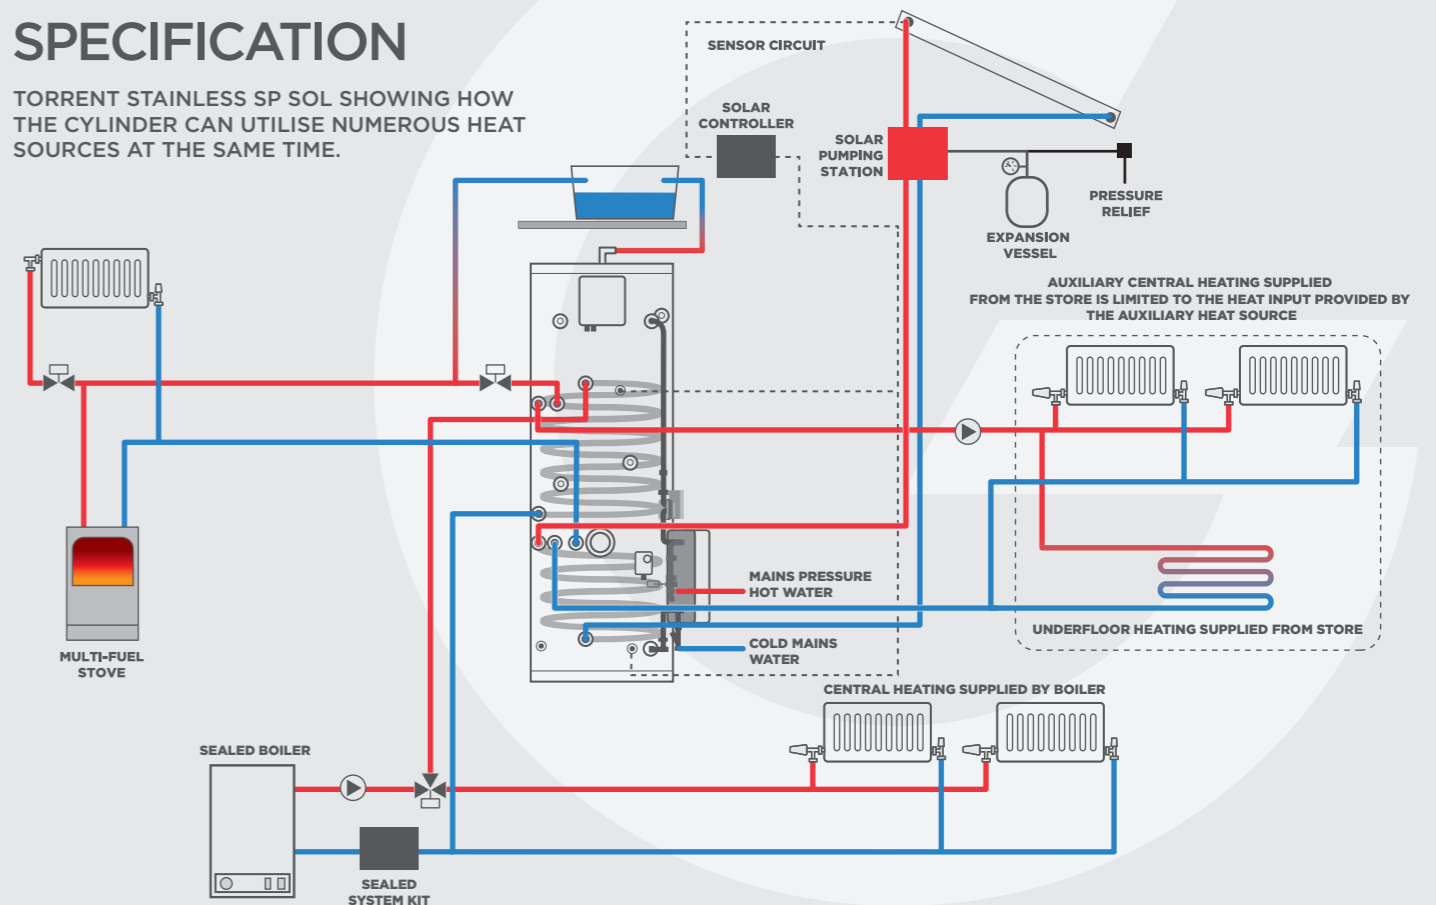 SPECIFICATION
TORRENT STAINLESS SP SOL SHOWING HOW
THE CYLINDER CAN UTILISE NUMEROUS HEAT
SOURCES AT THE SAME TIME.
SENSOR CIRCUIT
SOLAR
CONTROLLER
SOLAR
PUMPING
STATION
PRESSURE
RELIEF
EXPANSION
VESSEL
AUXILIARY CENTRAL HEATING SUPPLIED
FROM THE STORE IS LIMITED TO THE HEAT INPUT PROVIDED BY
THE AUXILIARY HEAT SOURCE
MAINS PRESSURE
HOT WATER
UNDERFLOOR HEATING SUPPLIED FROM STORE
COLD MAINS
WATER
MULTI-FUEL
STOVE
CENTRAL HEATING SUPPLIED BY BOILER
SEALED BOILER
SEALED
SYSTEM KIT